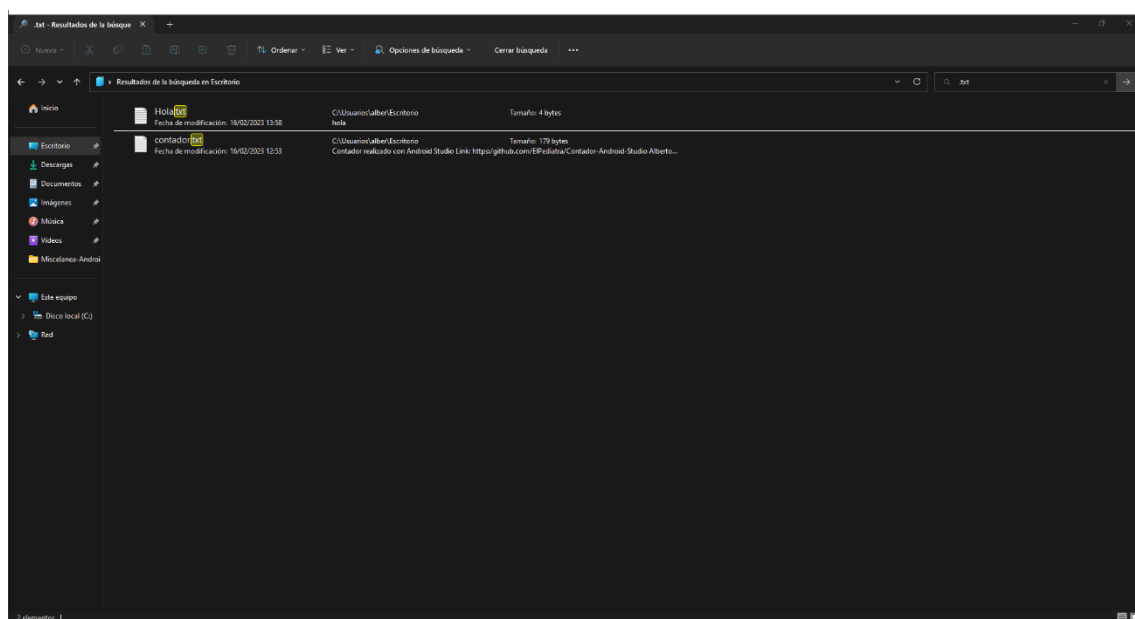 .txt - Resultados de la búsque
Nuevo
Ordenar
Ver
Opciones de búsqueda
Cerrar búsqueda
Resultados de la búsqueda en Escritorio
.txt
Inicio
Escritorio
Descargas
Documentos
Imágenes
Música
Vídeos
Miscelanea-Androi
Este equipo
Disco local (C:)
Red
Hola.txt
Fecha de modificación: 16/02/2023 13:58
C:\Usuarios\alber\Escritorio
hola
Tamaño: 4 bytes
contador.txt
Fecha de modificación: 16/02/2023 12:53
C:\Usuarios\alber\Escritorio
Tamaño: 179 bytes
Contador realizado con Android Studio Link: https:/github.com/ElPediatra/Contador-Android-Studio Alberto...
2 elementos